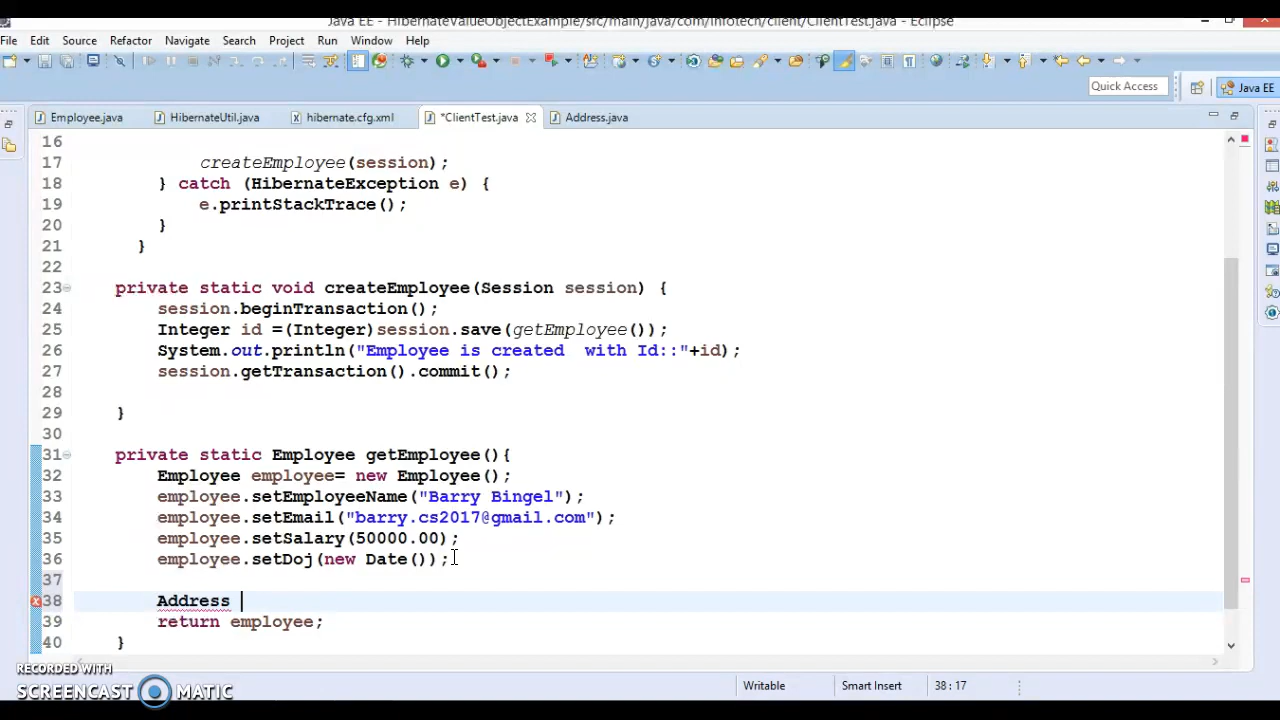 Java EE - HibernateValueObjectExample/src/main/java/com/infotech/client/ClientTest.java - Eclipse
File Edit Source Refactor Navigate Search Project Run Window Help
Quick Access
Java EE
Employee.java HibernateUtil.java hibernate.cfg.xml *ClientTest.java Address.java
16
17 createEmployee(session);
18 } catch (HibernateException e) {
19 e.printStackTrace();
20 }
21 }
22
23 private static void createEmployee(Session session) {
24 session.beginTransaction();
25 Integer id =(Integer)session.save(getEmployee());
26 System.out.println("Employee is created  with Id::"+id);
27 session.getTransaction().commit();
28
29 }
30
31 private static Employee getEmployee(){
32 Employee employee= new Employee();
33 employee.setEmployeeName("Barry Bingel");
34 employee.setEmail("barry.cs2017@gmail.com");
35 employee.setSalary(50000.00);
36 employee.setDoj(new Date());
37
38 Address
39 return employee;
40 }
RECORDED WITH
SCREENCAST MATIC
Writable Smart Insert 38 : 17